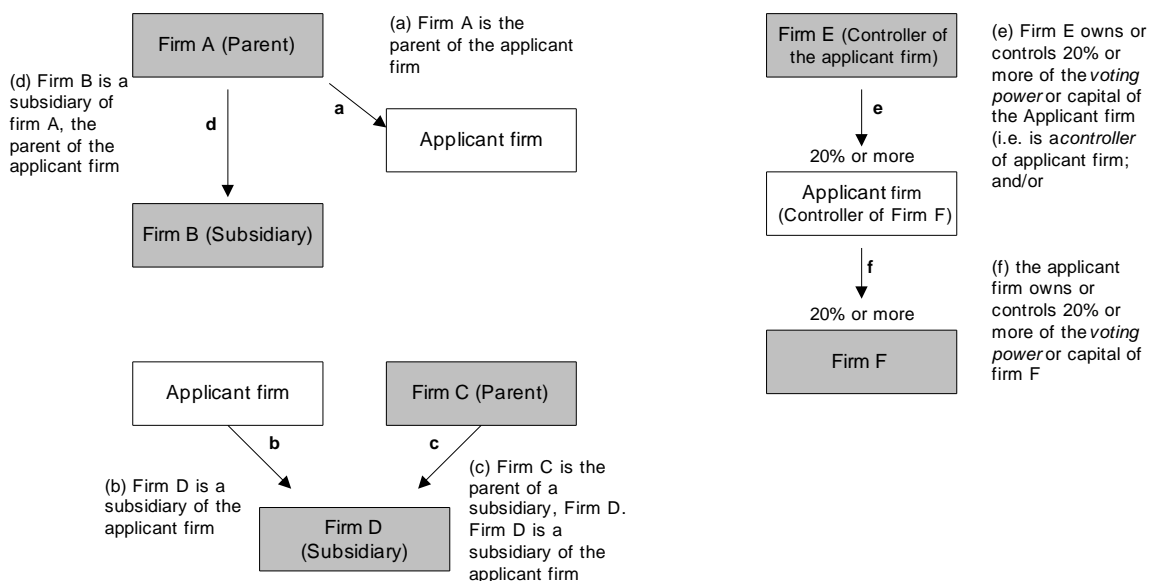 Firm A (Parent)
(a) Firm A is the
parent of the applicant
firm
(d) Firm B is a
subsidiary of
firm A, the
parent of the
applicant firm
d
a
Applicant firm
Firm B (Subsidiary)
Applicant firm
Firm C (Parent)
b
c
(b) Firm D is a
subsidiary of the
applicant firm
(c) Firm C is the
parent of a
subsidiary, Firm D.
Firm D is a
subsidiary of the
applicant firm
Firm D
(Subsidiary)
Firm E (Controller of
the applicant firm)
(e) Firm E owns or
controls 20% or
more of the voting
power or capital of
the Applicant firm
(i.e. is a controller
of applicant firm;
and/or
e
20% or more
Applicant firm
(Controller of Firm F)
f
20% or more
Firm F
(f) the applicant
firm owns or
controls 20% or
more of the voting
power or capital of
firm F